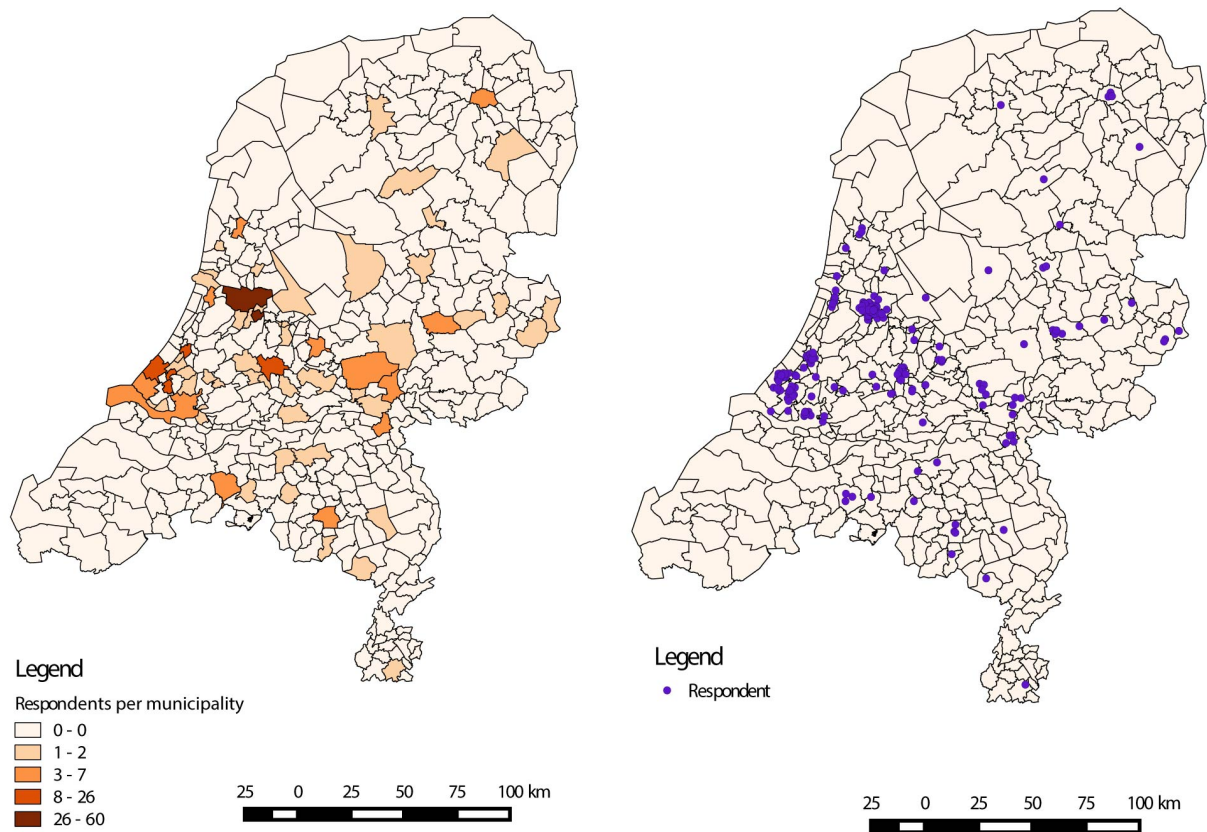 Legend
Respondents per municipality
0 - 0
1 - 2
3 - 7
8 - 26
26 - 60
25 0 25 50 75 100 km
Legend
Respondent
25 0 25 50 75 100 km